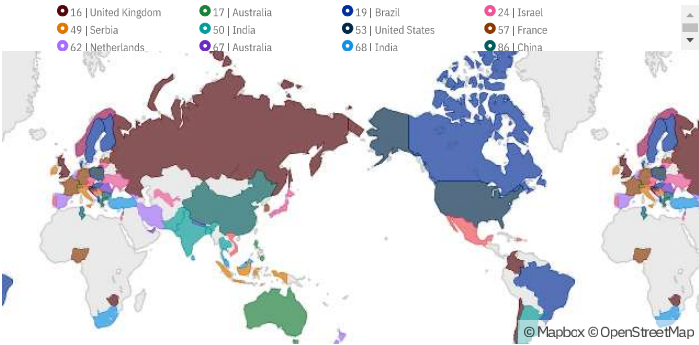 16 | United Kingdom 17 | Australia 19 | Brazil 24 | Israel
49 | Serbia 50 | India 53 | United States 57 | France
62 | Netherlands 67 | Australia 68 | India 86 | China
© Mapbox © OpenStreetMap